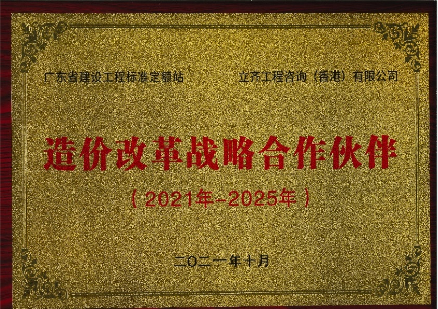 广东省建设工程标准定额站 立齐工程咨询（香港）有限公司
造价改革战略合作伙伴
（2021年-2025年）
二〇二一年十月